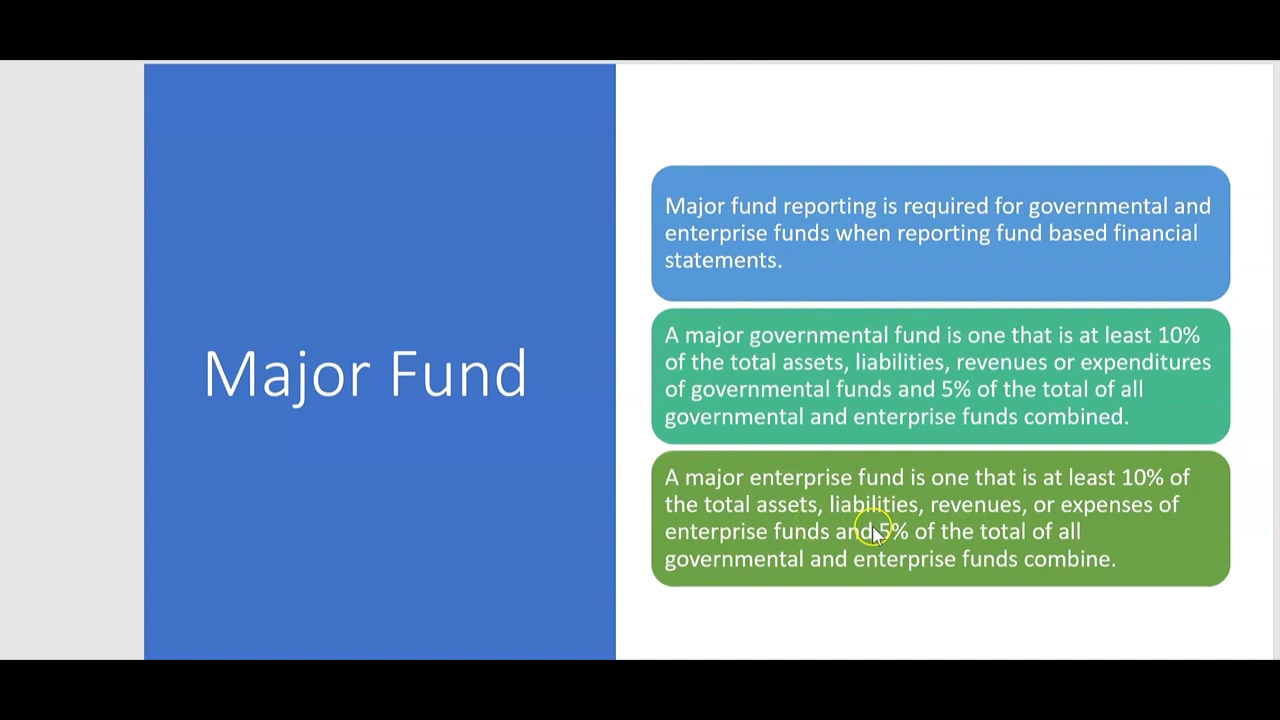 Major Fund
Major fund reporting is required for governmental and
enterprise funds when reporting fund based financial
statements.
A major governmental fund is one that is at least 10%
of the total assets, liabilities, revenues or expenditures
of governmental funds and 5% of the total of all
governmental and enterprise funds combined.
A major enterprise fund is one that is at least 10% of
the total assets, liabilities, revenues, or expenses of
enterprise funds and 5% of the total of all
governmental and enterprise funds combine.